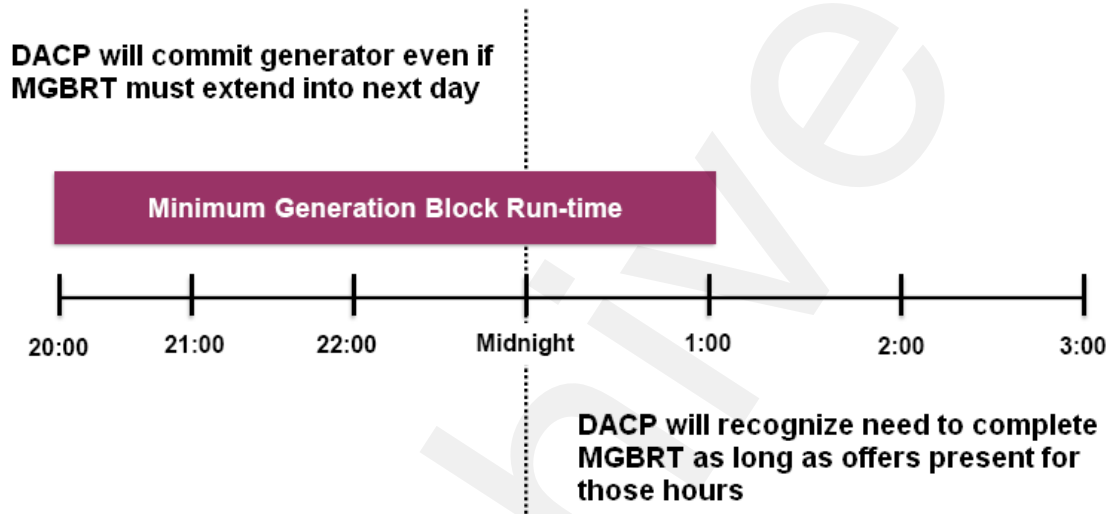 DACP will commit generator even if
MGBRT must extend into next day
Minimum Generation Block Run-time
20:00 21:00 22:00 Midnight 1:00 2:00 3:00
DACP will recognize need to complete
MGBRT as long as offers present for
those hours
hive